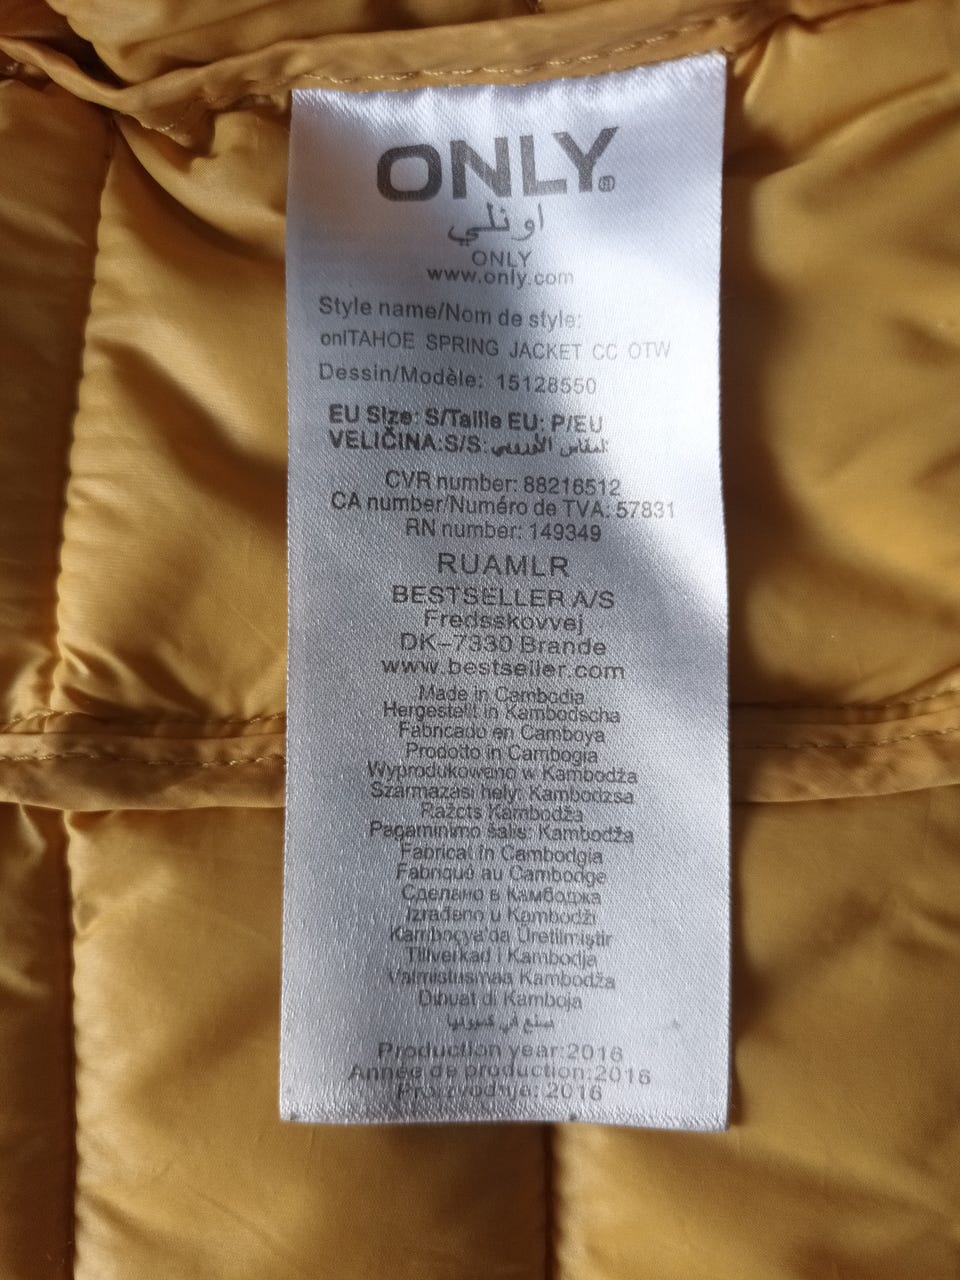 ONLY®
اونلي
ONLY
www.only.com
Style name/Nom de style:
onlTAHOE SPRING JACKET CC OTW
Dessin/Modèle: 15128550
EU Size: S/Taille EU: P/EU
VELIČINA:S/S :المقاس الأوروبي
CVR number: 88216512
CA number/Numéro de TVA: 57831
RN number: 149349
RUAMLR
BESTSELLER A/S
Fredsskovvej
DK-7330 Brande
www.bestseller.com
Made in Cambodia
Hergestellt in Kambodscha
Fabricado en Camboya
Prodotto in Cambogia
Wyprodukowano w Kambodža
Szarmazasi hely: Kambodzsa
Ražots Kambodža
Pagaminimo šalis: Kambodža
Fabricat în Cambodgia
Fabriqué au Cambodge
Сделано в Камбоджа
Izrađeno u Kambodži
Kamboçya'da Üretilmiştir
Tillverkad i Kambodja
Valmistusmaa Kambodža
Dibuat di Kamboja
صنع في كمبوديا
Production year:2016
Année de production:2016
Proizvodnja: 2016